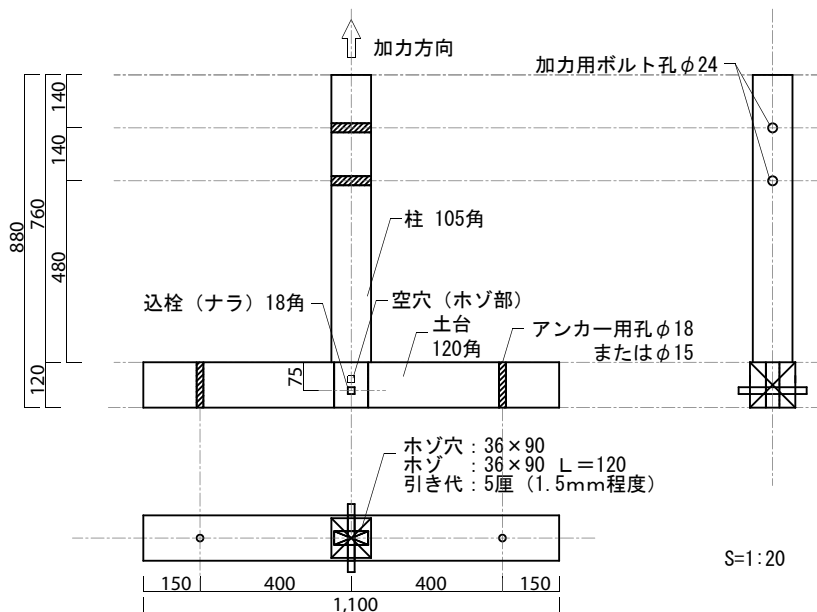 加力方向
加力用ボルト孔φ24
140
140
760
880
480
柱 105角
込栓（ナラ）18角
空穴（ホゾ部）
土台
120角
アンカー用孔φ18
またはφ15
120
75
ホゾ穴：36×90
ホゾ　：36×90 L=120
引き代：5厘（1.5mm程度）
S=1:20
150
400
400
150
1,100